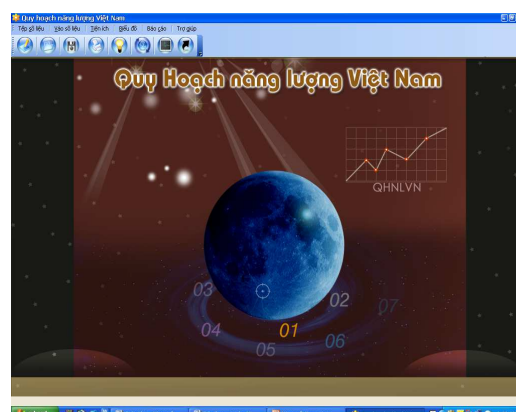 Quy hoạch năng lượng Việt Nam
Tệp số liệu Vào số liệu Tiện ích Biểu đồ Báo cáo Trợ giúp
Quy Hoạch năng lượng Việt Nam
QHNLVN
03
02
07
04
01
06
05